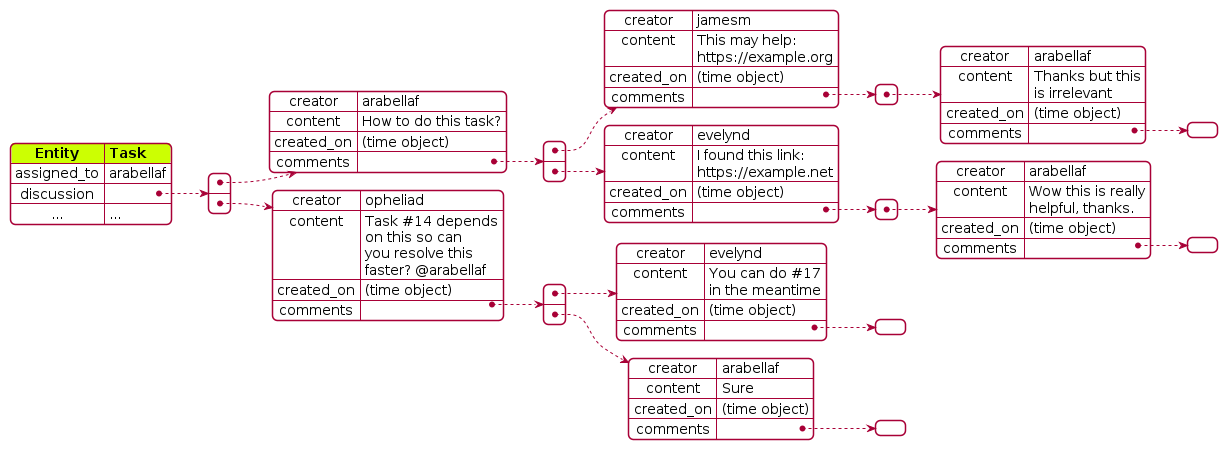 Entity Task
assigned_to arabellaf
discussion
... ...
creator arabellaf
content How to do this task?
created_on (time object)
comments
creator opheliad
content Task #14 depends
on this so can
you resolve this
faster? @arabellaf
created_on (time object)
comments
creator jamesm
content This may help:
https://example.org
created_on (time object)
comments
creator evelynd
content I found this link:
https://example.net
created_on (time object)
comments
creator evelynd
content You can do #17
in the meantime
created_on (time object)
comments
creator arabellaf
content Sure
created_on (time object)
comments
creator arabellaf
content Thanks but this
is irrelevant
created_on (time object)
comments
creator arabellaf
content Wow this is really
helpful, thanks.
created_on (time object)
comments